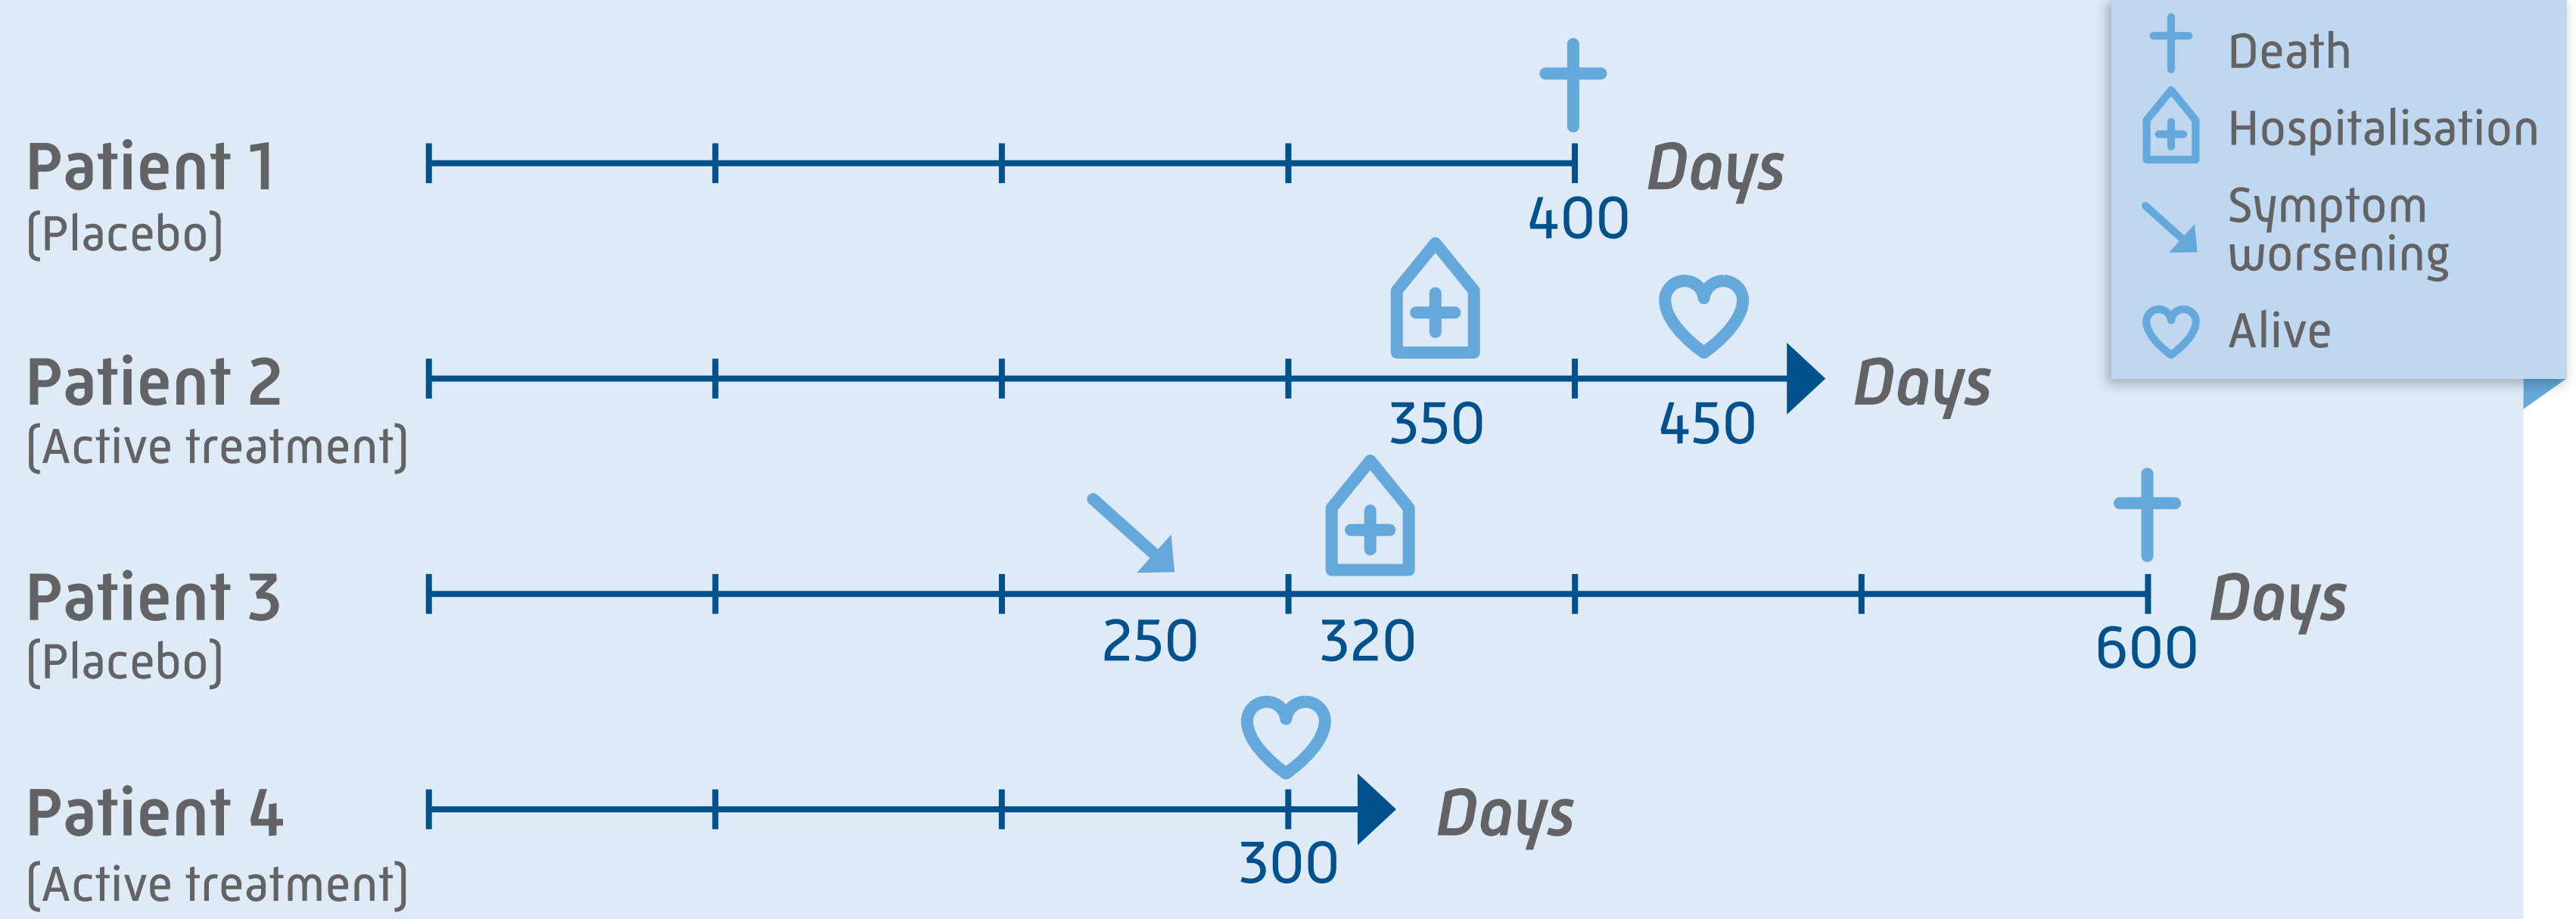 Death
Hospitalisation
Symptom
worsening
Alive
Patient 1
(Placebo)
Days
400
Patient 2
(Active treatment)
Days
350
450
Patient 3
(Placebo)
Days
250
320
600
Patient 4
(Active treatment)
Days
300